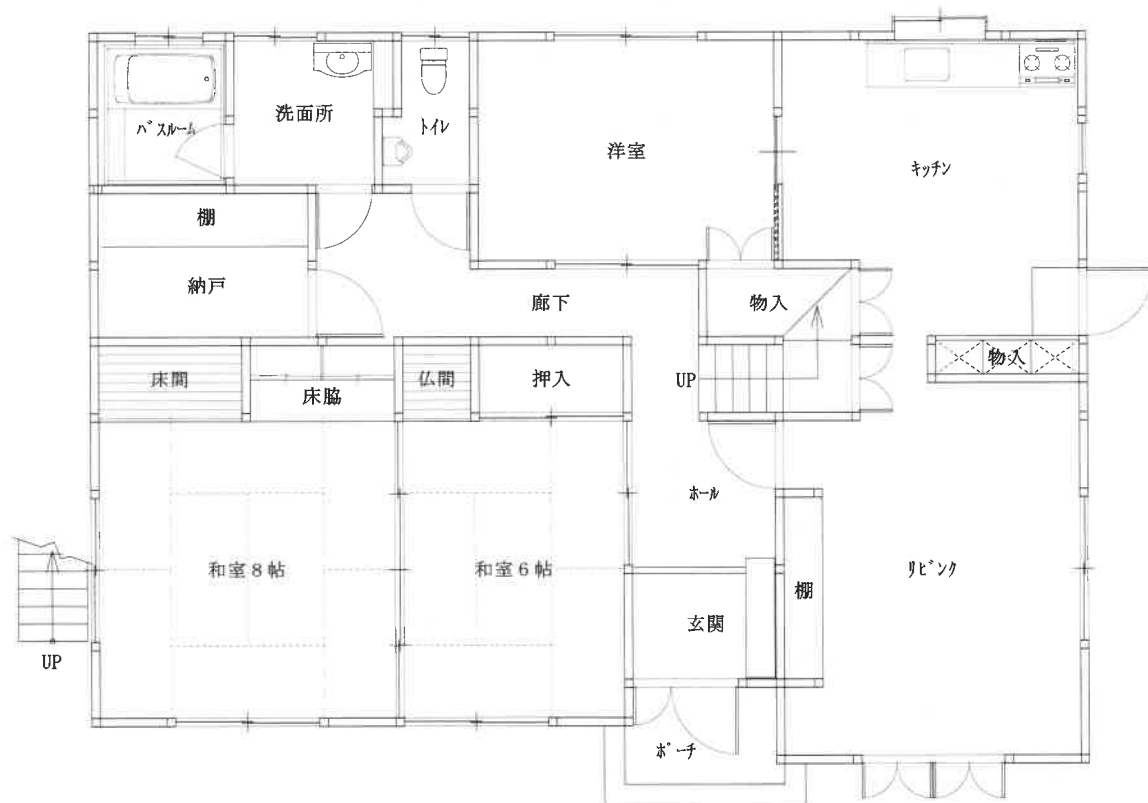 バスルーム
洗面所
トイレ
洋室
キッチン
棚
納戸
廊下
物入
物入
床間
床脇
仏間
押入
UP
ホール
和室8帖
和室6帖
玄関
棚
リビング
UP
ポーチ